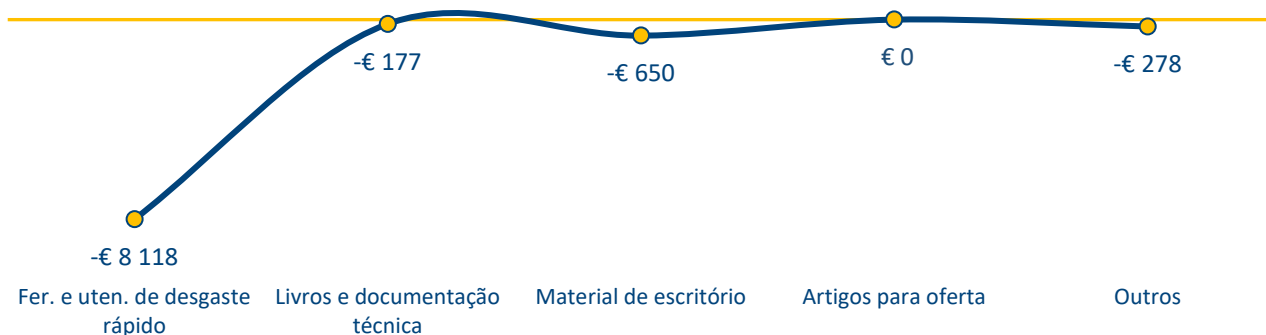 -€ 177
-€ 650
€ 0
-€ 278
-€ 8 118
Fer. e uten. de desgaste
rápido
Livros e documentação
técnica
Material de escritório
Artigos para oferta
Outros